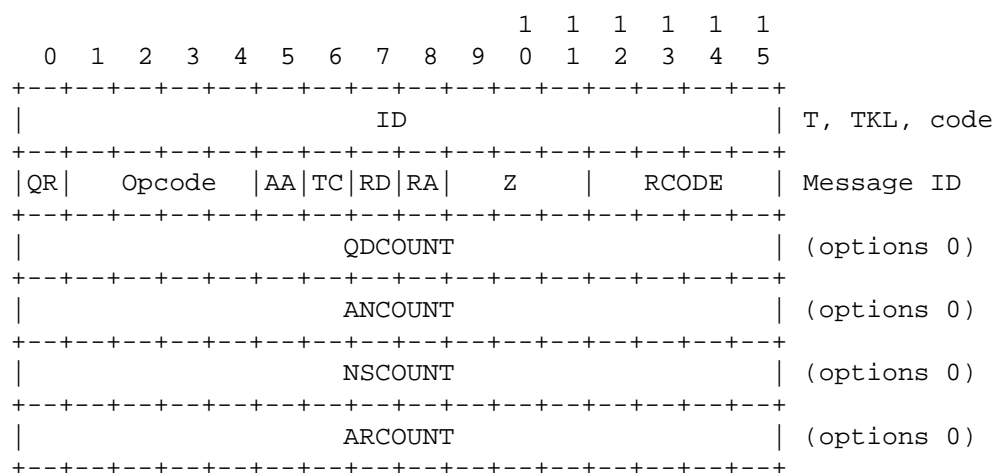 1  1  1  1  1  1
  0  1  2  3  4  5  6  7  8  9  0  1  2  3  4  5
+--+--+--+--+--+--+--+--+--+--+--+--+--+--+--+
|                      ID                       | T, TKL, code
+--+--+--+--+--+--+--+--+--+--+--+--+--+--+--+
|QR|   Opcode  |AA|TC|RD|RA|   Z    |   RCODE   | Message ID
+--+--+--+--+--+--+--+--+--+--+--+--+--+--+--+
|                    QDCOUNT                    | (options 0)
+--+--+--+--+--+--+--+--+--+--+--+--+--+--+--+
|                    ANCOUNT                    | (options 0)
+--+--+--+--+--+--+--+--+--+--+--+--+--+--+--+
|                    NSCOUNT                    | (options 0)
+--+--+--+--+--+--+--+--+--+--+--+--+--+--+--+
|                    ARCOUNT                    | (options 0)
+--+--+--+--+--+--+--+--+--+--+--+--+--+--+--+